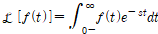 ℒ [f(t)] = ∫₀₋^∞ f(t)e^{-st}dt